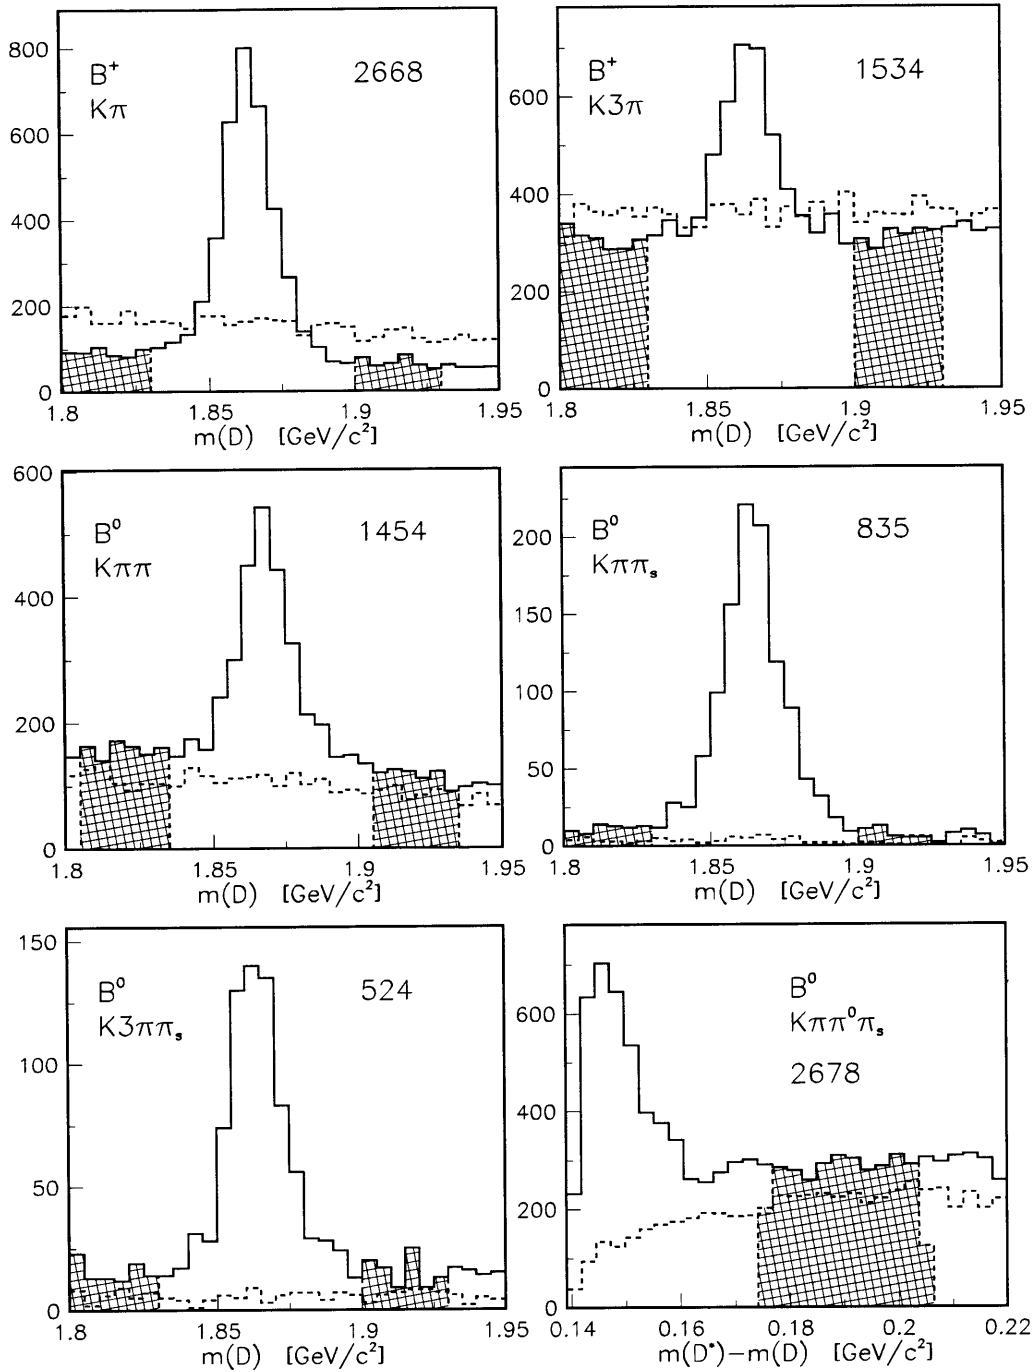 800
600
400
200
0
B⁺
Kπ
2668
1.8 1.85 1.9 1.95
m(D) [GeV/c²]
600
400
200
0
B⁺
K3π
1534
1.8 1.85 1.9 1.95
m(D) [GeV/c²]
600
400
200
0
B⁰
Kππ
1454
1.8 1.85 1.9 1.95
m(D) [GeV/c²]
200
150
100
50
0
B⁰
Kππₛ
835
1.8 1.85 1.9 1.95
m(D) [GeV/c²]
150
100
50
0
B⁰
K3ππₛ
524
1.8 1.85 1.9 1.95
m(D) [GeV/c²]
600
400
200
0
B⁰
Kππ⁰πₛ
2678
0.14 0.16 0.18 0.2 0.22
m(D*)−m(D) [GeV/c²]